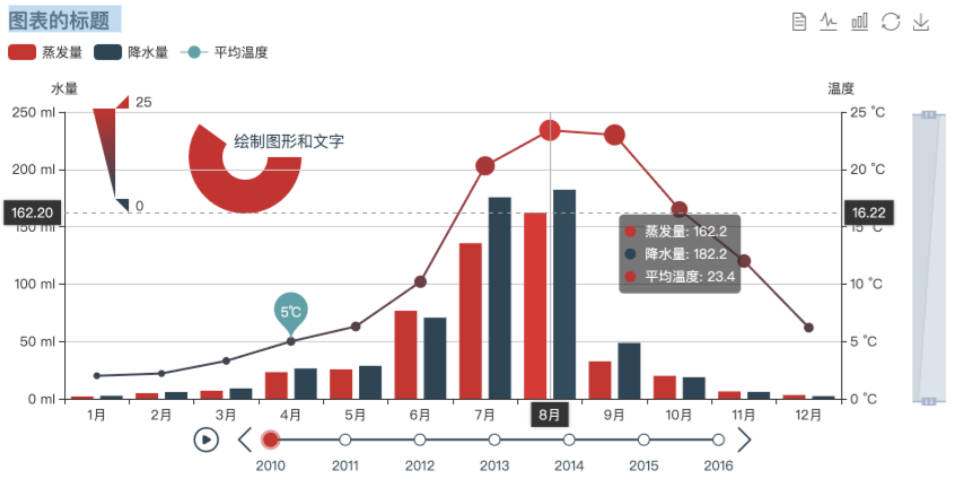 图表的标题
蒸发量 降水量 平均温度
水量 温度
25
250 ml 25 °C
绘制图形和文字
200 ml 20 °C
0
162.20 16.22
150 ml 15 °C
蒸发量: 162.2
降水量: 182.2
平均温度: 23.4
100 ml 10 °C
5℃
50 ml 5 °C
0 ml 0 °C
1月 2月 3月 4月 5月 6月 7月 8月 9月 10月 11月 12月
2010 2011 2012 2013 2014 2015 2016